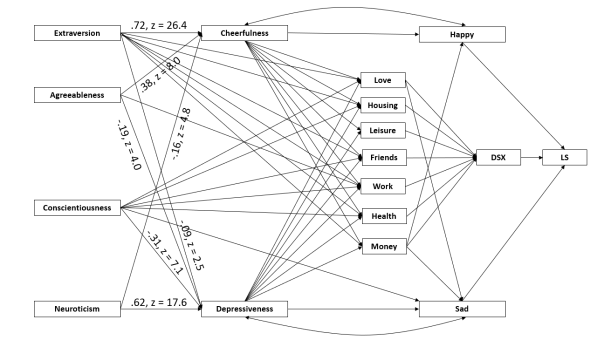 Extraversion
.72, z = 26.4
Cheerfulness
Happy
.38, z = 8.0
Love
Agreeableness
Housing
-.19, z = 4.0
-.16, z = 4.8
Leisure
Friends
DSX
LS
Work
Conscientiousness
Health
-.09, z = 2.5
-.31, z = 7.1
Money
Neuroticism
.62, z = 17.6
Depressiveness
Sad